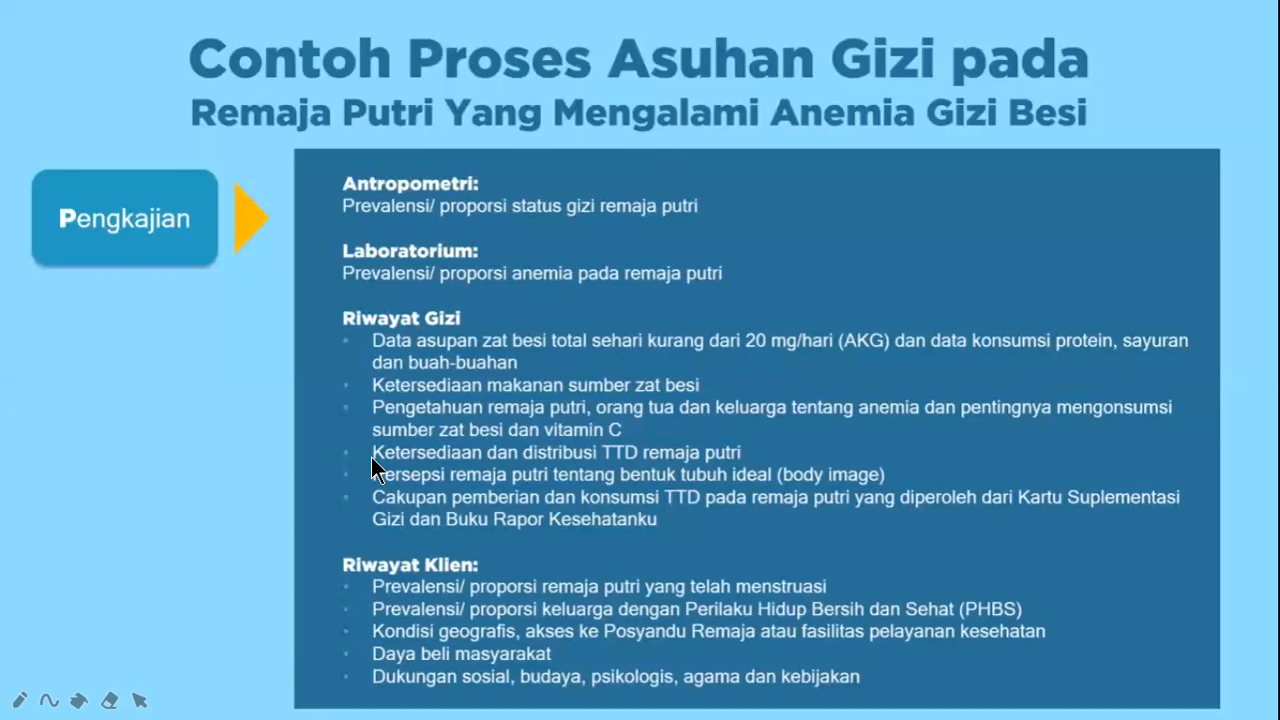 Contoh Proses Asuhan Gizi pada
Remaja Putri Yang Mengalami Anemia Gizi Besi
Pengkajian
Antropometri:
Prevalensi/ proporsi status gizi remaja putri
Laboratorium:
Prevalensi/ proporsi anemia pada remaja putri
Riwayat Gizi
Data asupan zat besi total sehari kurang dari 20 mg/hari (AKG) dan data konsumsi protein, sayuran
dan buah-buahan
Ketersediaan makanan sumber zat besi
Pengetahuan remaja putri, orang tua dan keluarga tentang anemia dan pentingnya mengonsumsi
sumber zat besi dan vitamin C
Ketersediaan dan distribusi TTD remaja putri
Persepsi remaja putri tentang bentuk tubuh ideal (body image)
Cakupan pemberian dan konsumsi TTD pada remaja putri yang diperoleh dari Kartu Suplementasi
Gizi dan Buku Rapor Kesehatanku
Riwayat Klien:
Prevalensi/ proporsi remaja putri yang telah menstruasi
Prevalensi/ proporsi keluarga dengan Perilaku Hidup Bersih dan Sehat (PHBS)
Kondisi geografis, akses ke Posyandu Remaja atau fasilitas pelayanan kesehatan
Daya beli masyarakat
Dukungan sosial, budaya, psikologis, agama dan kebijakan